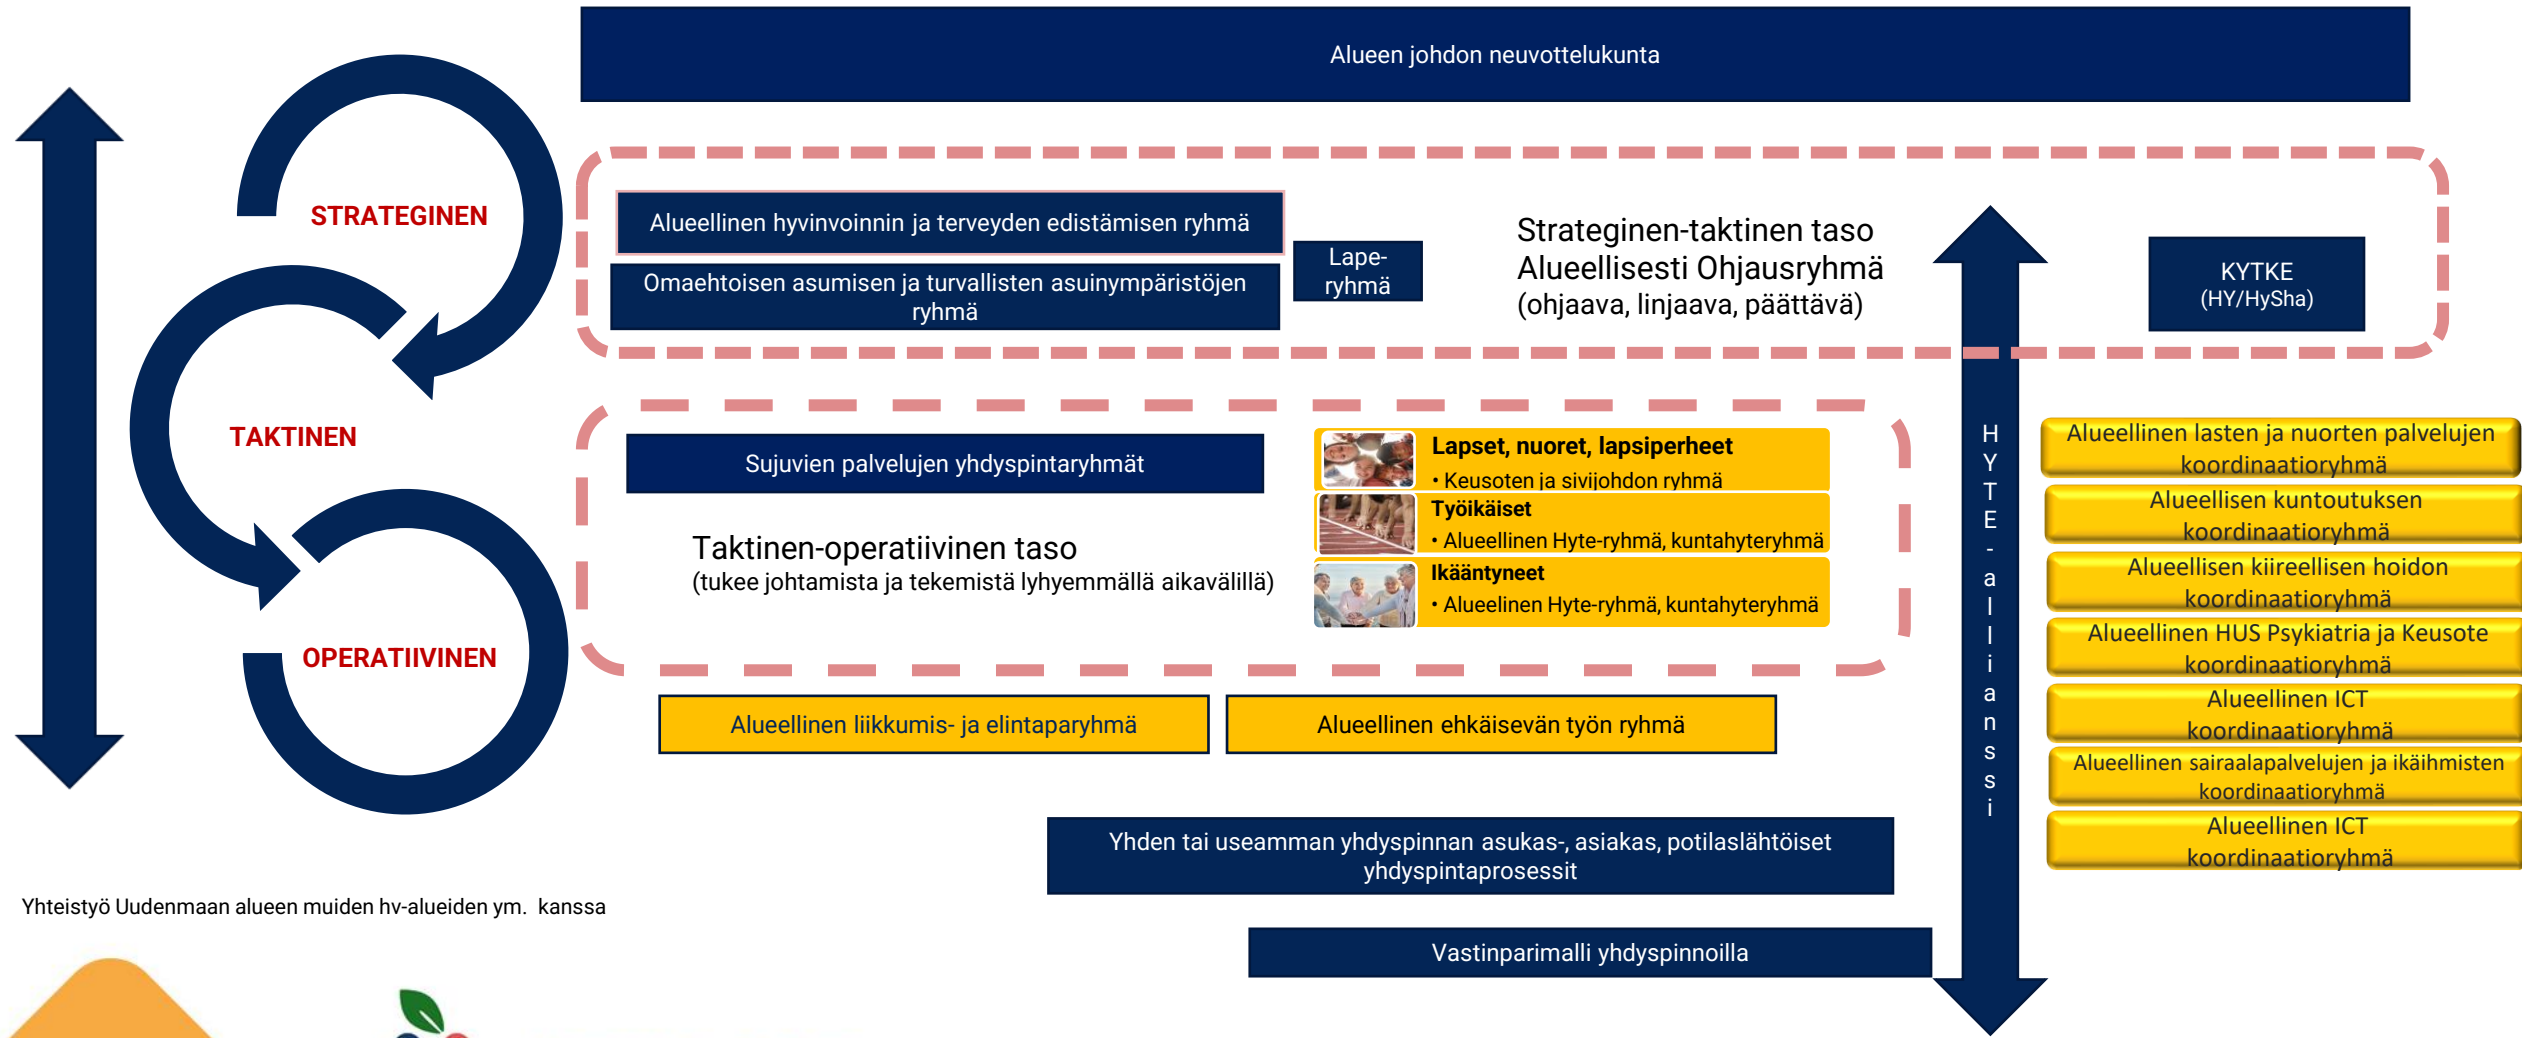 Alueen johdon neuvottelukunta
STRATEGINEN
TAKTINEN
OPERATIIVINEN
Alueellinen hyvinvoinnin ja terveyden edistämisen ryhmä
Omaehtoisen asumisen ja turvallisten asuinympäristöjen
ryhmä
Lape-
ryhmä
Strateginen-taktinen taso
Alueellisesti Ohjausryhmä
(ohjaava, linjaava, päättävä)
KYTKE
(HY/HySha)
Sujuvien palvelujen yhdyspintaryhmät
Taktinen-operatiivinen taso
(tukee johtamista ja tekemistä lyhyemmällä aikavälillä)
Lapset, nuoret, lapsiperheet
• Keusoten ja sivijohdon ryhmä
Työikäiset
• Alueellinen Hyte-ryhmä, kuntahyteryhmä
Ikääntyneet
• Alueelinen Hyte-ryhmä, kuntahyteryhmä
Alueellinen liikkumis- ja elintaparyhmä
Alueellinen ehkäisevän työn ryhmä
Yhden tai useamman yhdyspinnan asukas-, asiakas, potilaslähtöiset
yhdyspintaprosessit
Vastinparimalli yhdyspinnoilla
HYTE-allianssi
Alueellinen lasten ja nuorten palvelujen
koordinaatioryhmä
Alueellisen kuntoutuksen
koordinaatioryhmä
Alueellisen kiireellisen hoidon
koordinaatioryhmä
Alueellinen HUS Psykiatria ja Keusote
koordinaatioryhmä
Alueellinen ICT
koordinaatioryhmä
Alueellinen sairaalapalvelujen ja ikäihmisten
koordinaatioryhmä
Alueellinen ICT
koordinaatioryhmä
Yhteistyö Uudenmaan alueen muiden hv-alueiden ym. kanssa